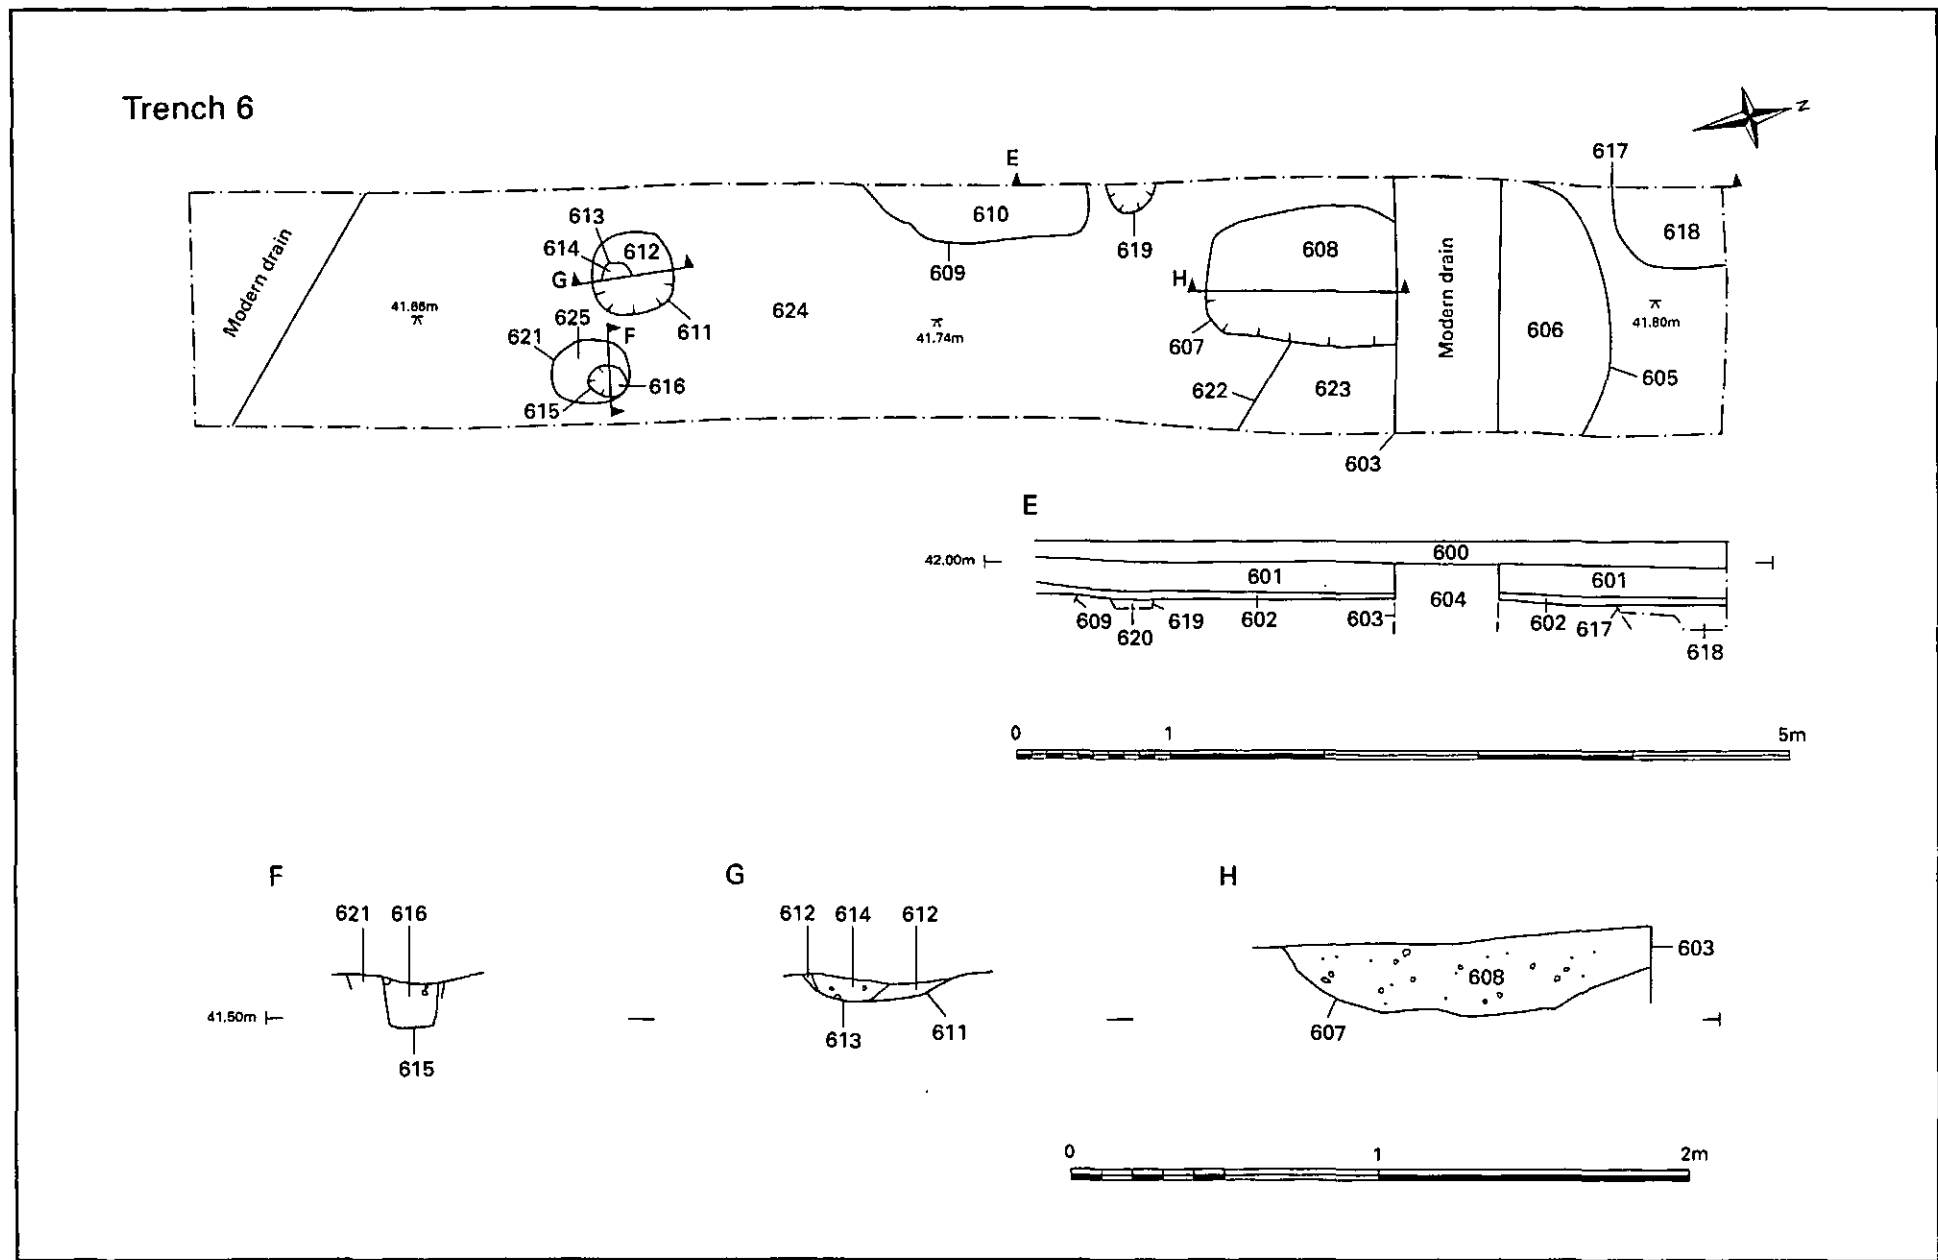 Trench 6
N
E
617
613
614
612
610
618
G
619
608
609
H
Modern drain
41.86m
624
Modern drain
606
625
611
41.74m
41.80m
621
F
607
605
616
622
623
615
603
E
42.00m
600
601
601
604
609
619
602
603
602
617
620
618
0 1 5m
F
G
H
621 616
612 614 612
603
608
41.50m
607
613
611
615
0 1 2m